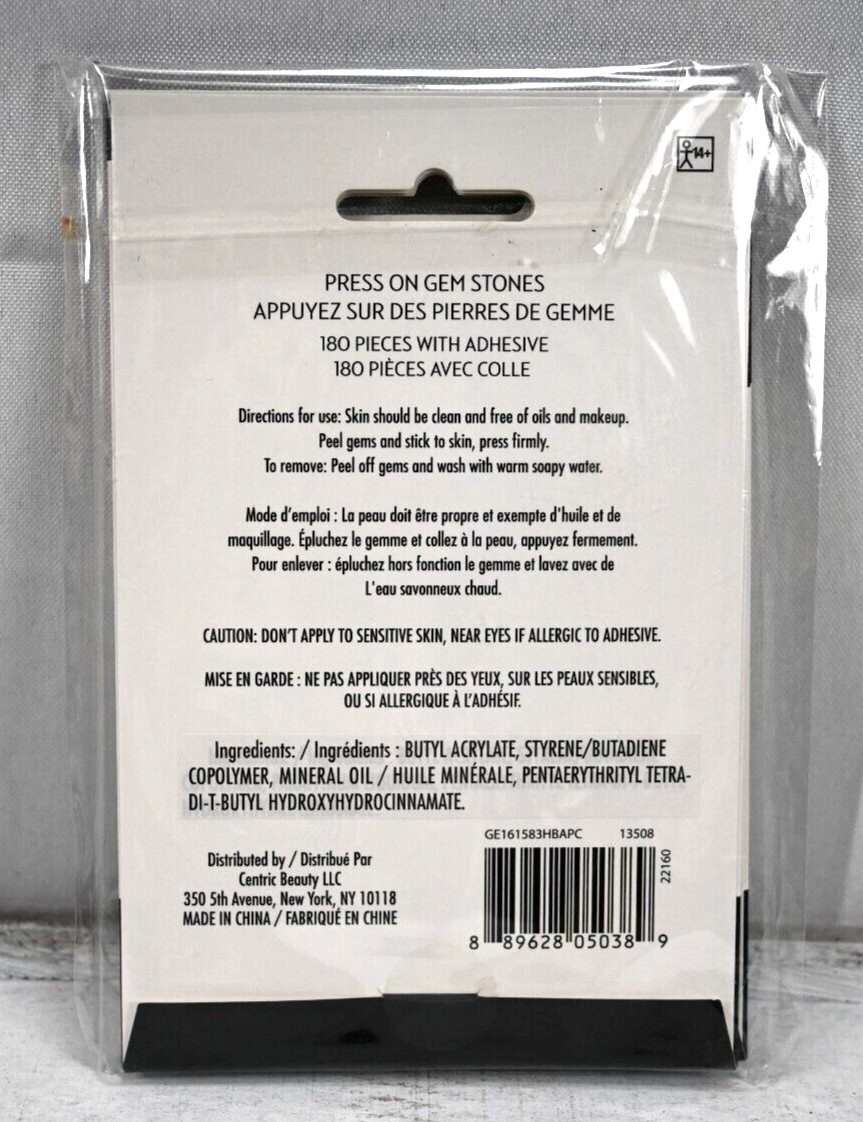 14+
PRESS ON GEM STONES
APPUYEZ SUR DES PIERRES DE GEMME
180 PIECES WITH ADHESIVE
180 PIÈCES AVEC COLLE
Directions for use: Skin should be clean and free of oils and makeup.
Peel gems and stick to skin, press firmly.
To remove: Peel off gems and wash with warm soapy water.
Mode d'emploi : La peau doit être propre et exempte d'huile et de
maquillage. Épluchez le gemme et collez à la peau, appuyez fermement.
Pour enlever : épluchez hors fonction le gemme et lavez avec de
L'eau savonneux chaud.
CAUTION: DON'T APPLY TO SENSITIVE SKIN, NEAR EYES IF ALLERGIC TO ADHESIVE.
MISE EN GARDE : NE PAS APPLIQUER PRÈS DES YEUX, SUR LES PEAUX SENSIBLES,
OU SI ALLERGIQUE À L'ADHÉSIF.
Ingredients: / Ingrédients : BUTYL ACRYLATE, STYRENE/BUTADIENE
COPOLYMER, MINERAL OIL / HUILE MINÉRALE, PENTAERYTHRITYL TETRA-
DI-T-BUTYL HYDROXYHYDROCINNAMATE.
Distributed by / Distribué Par
Centric Beauty LLC
350 5th Avenue, New York, NY 10118
MADE IN CHINA / FABRIQUÉ EN CHINE
GE161583HBAPC 13508
22160
8 89628 05038 9